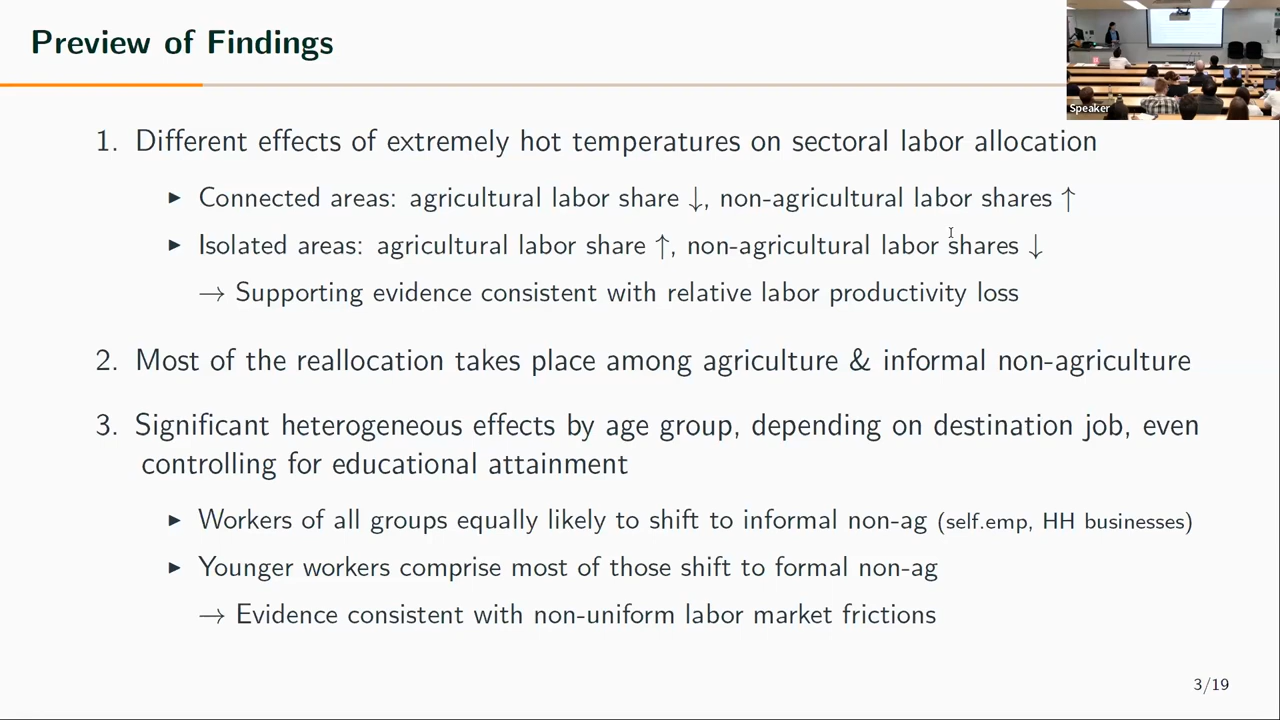 Preview of Findings
Speaker
1. Different effects of extremely hot temperatures on sectoral labor allocation
▶ Connected areas: agricultural labor share ↓, non-agricultural labor shares ↑
▶ Isolated areas: agricultural labor share ↑, non-agricultural labor shares ↓
→ Supporting evidence consistent with relative labor productivity loss
2. Most of the reallocation takes place among agriculture & informal non-agriculture
3. Significant heterogeneous effects by age group, depending on destination job, even
controlling for educational attainment
▶ Workers of all groups equally likely to shift to informal non-ag (self.emp, HH businesses)
▶ Younger workers comprise most of those shift to formal non-ag
→ Evidence consistent with non-uniform labor market frictions
3/19